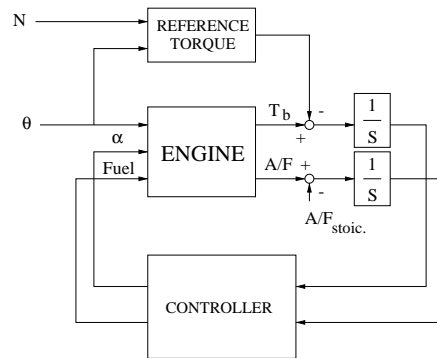 N
REFERENCE
TORQUE
θ
α
Fuel
ENGINE
T_b
A/F
-
+
+
-
A/F_stoic.
1
S
1
S
CONTROLLER